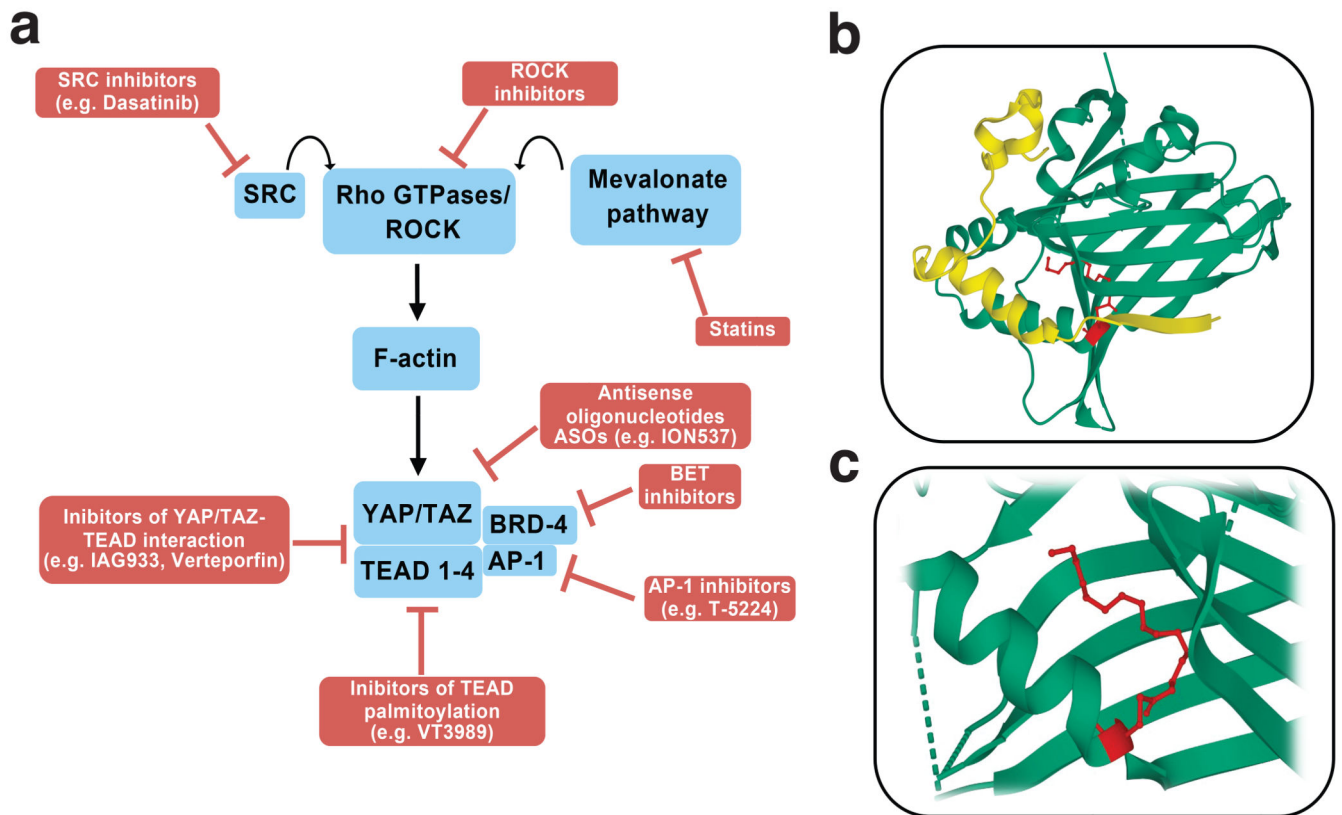 a
SRC inhibitors
(e.g. Dasatinib)
ROCK
inhibitors
SRC
Rho GTPases/
ROCK
Mevalonate
pathway
Statins
F-actin
Antisense
oligonucleotides
ASOs (e.g. ION537)
BET
inhibitors
Inibitors of YAP/TAZ-
TEAD interaction
(e.g. IAG933, Verteporfin)
YAP/TAZ
BRD-4
TEAD 1-4
AP-1
AP-1 inhibitors
(e.g. T-5224)
Inibitors of TEAD
palmitoylation
(e.g. VT3989)
b
c